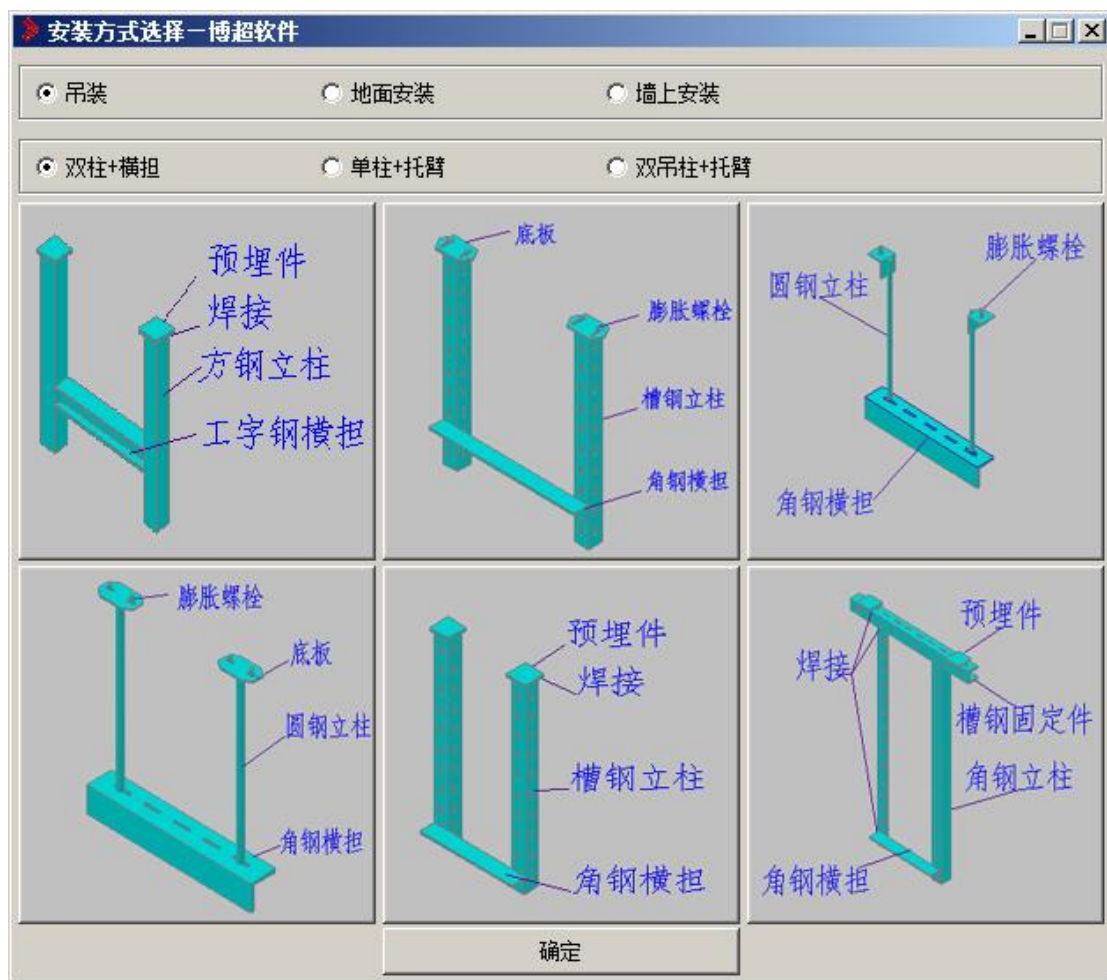 安装方式选择－博超软件
吊装
地面安装
墙上安装
双柱+横担
单柱+托臂
双吊柱+托臂
预埋件
焊接
方钢立柱
工字钢横担
底板
膨胀螺栓
槽钢立柱
角钢横担
膨胀螺栓
圆钢立柱
角钢横担
膨胀螺栓
底板
圆钢立柱
角钢横担
预埋件
焊接
槽钢立柱
角钢横担
预埋件
焊接
槽钢固定件
角钢立柱
角钢横担
确定